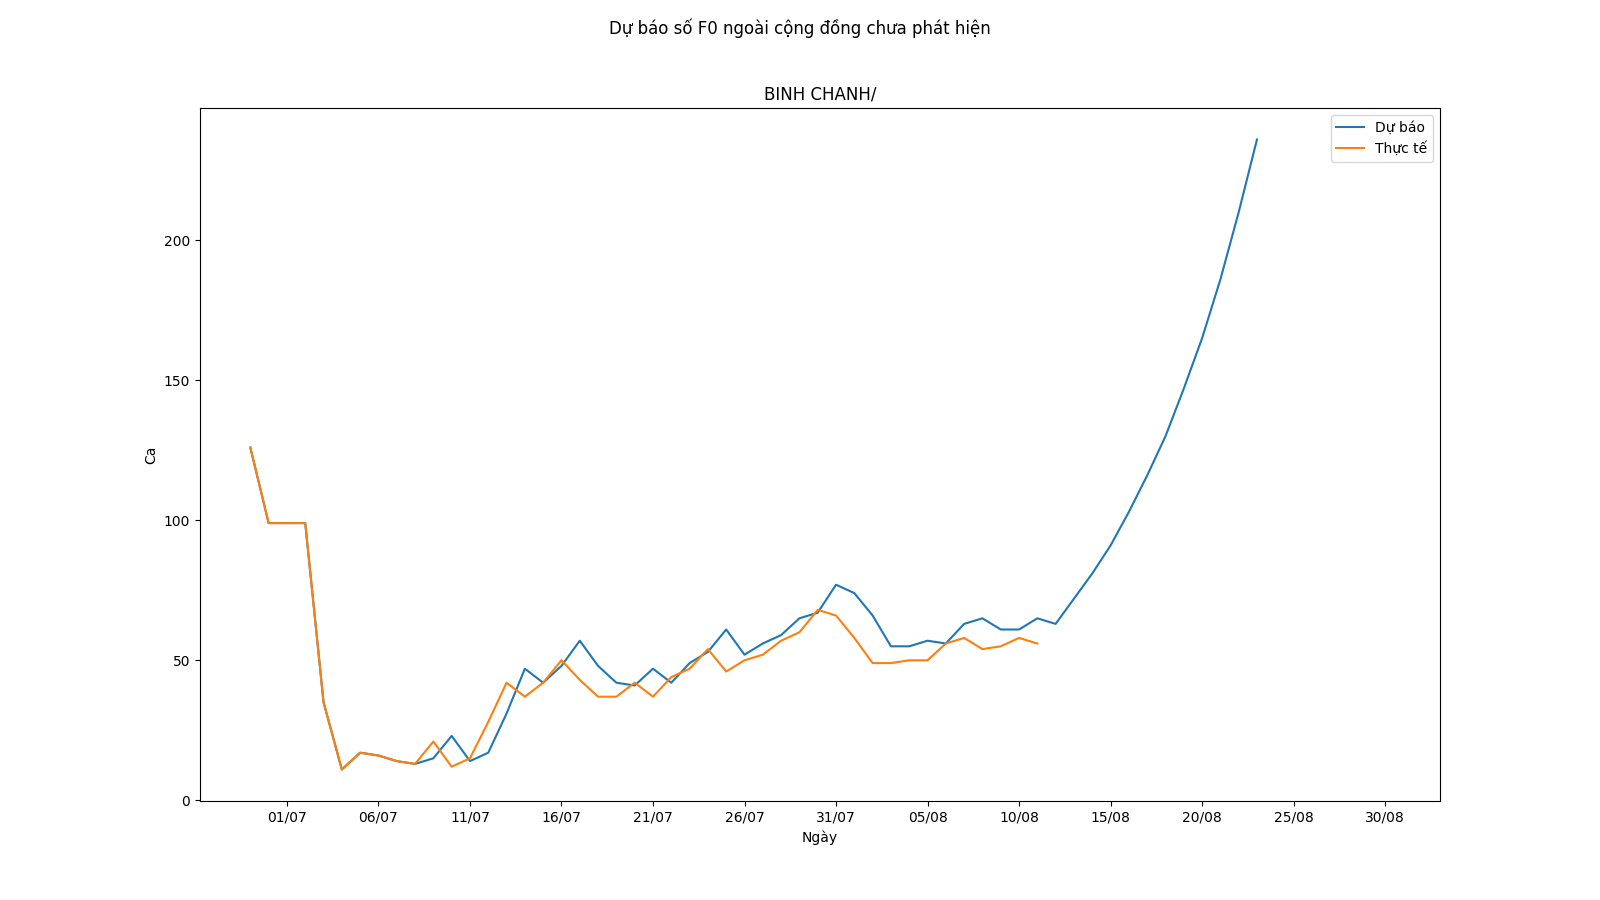 Dự báo số F0 ngoài cộng đồng chưa phát hiện
BINH CHANH/
Dự báo
Thực tế
200
150
100
50
0
Ca
01/07 06/07 11/07 16/07 21/07 26/07 31/07 05/08 10/08 15/08 20/08 25/08 30/08
Ngày